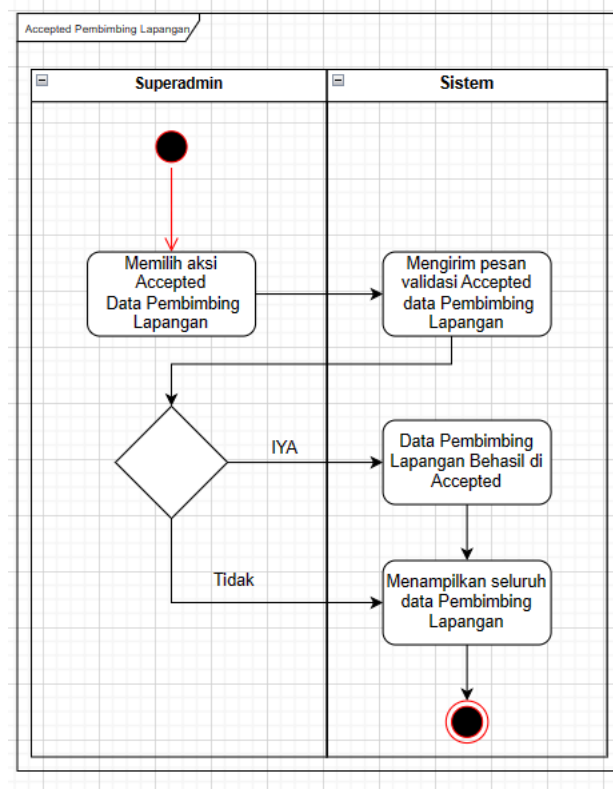 Accepted Pembimbing Lapangan
Superadmin
Sistem
Memilih aksi
Accepted
Data Pembimbing
Lapangan
Mengirim pesan
validasi Accepted
data Pembimbing
Lapangan
IYA
Data Pembimbing
Lapangan Behasil di
Accepted
Tidak
Menampilkan seluruh
data Pembimbing
Lapangan